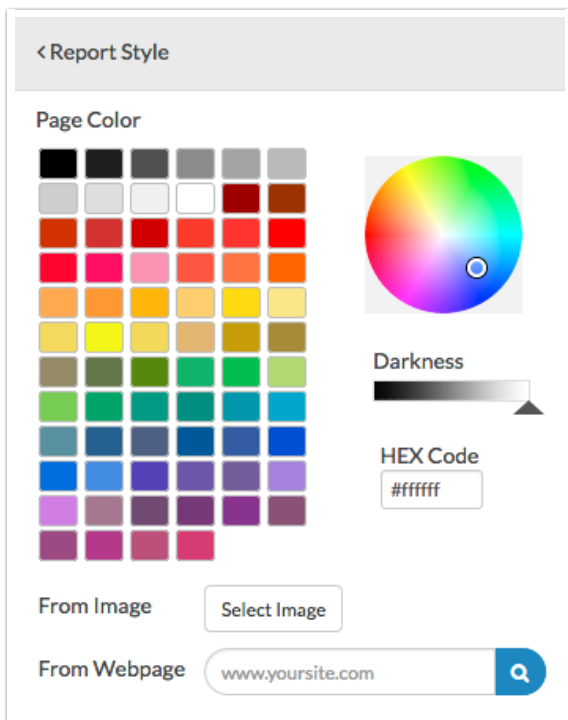 Report Style
Page Color
Darkness
HEX Code
#ffffff
From Image
Select Image
From Webpage
www.yoursite.com